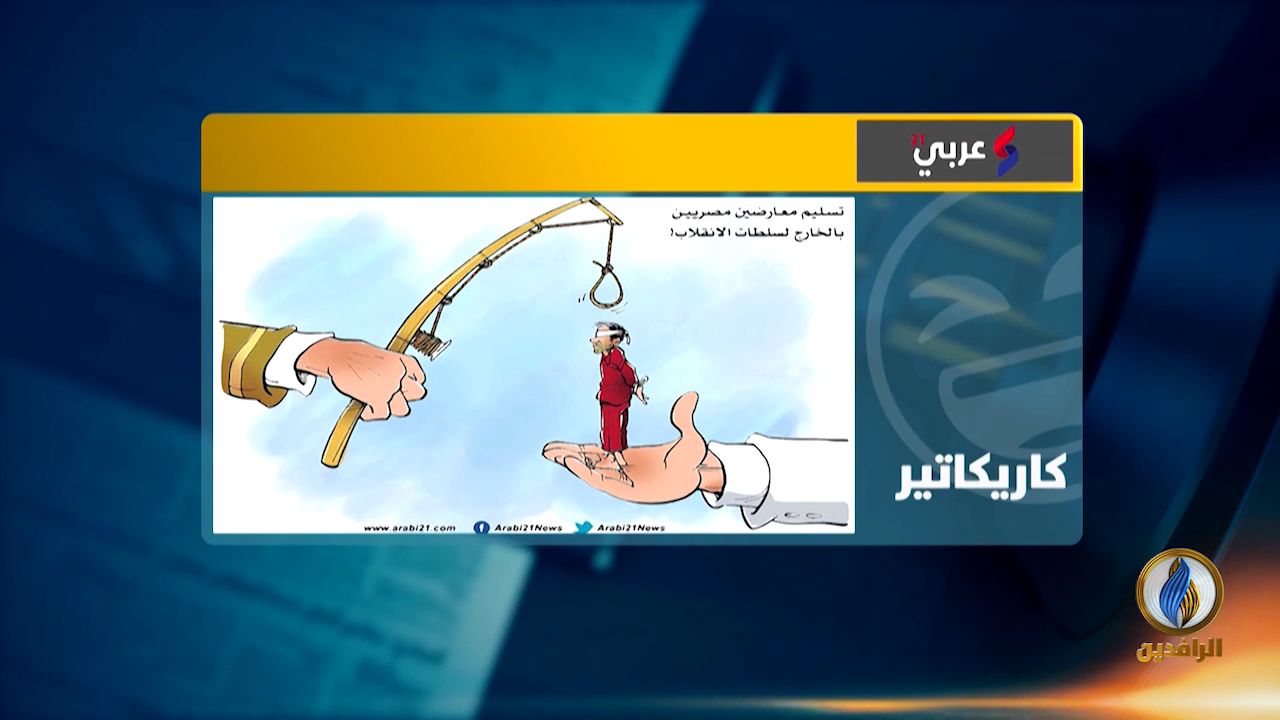 عربي21
تسليم معارضين مصريين
بالخارج لسلطات الانقلاب!
كاريكاتير
www.arabi21.com Arabi21News Arabi21News
الرافدين